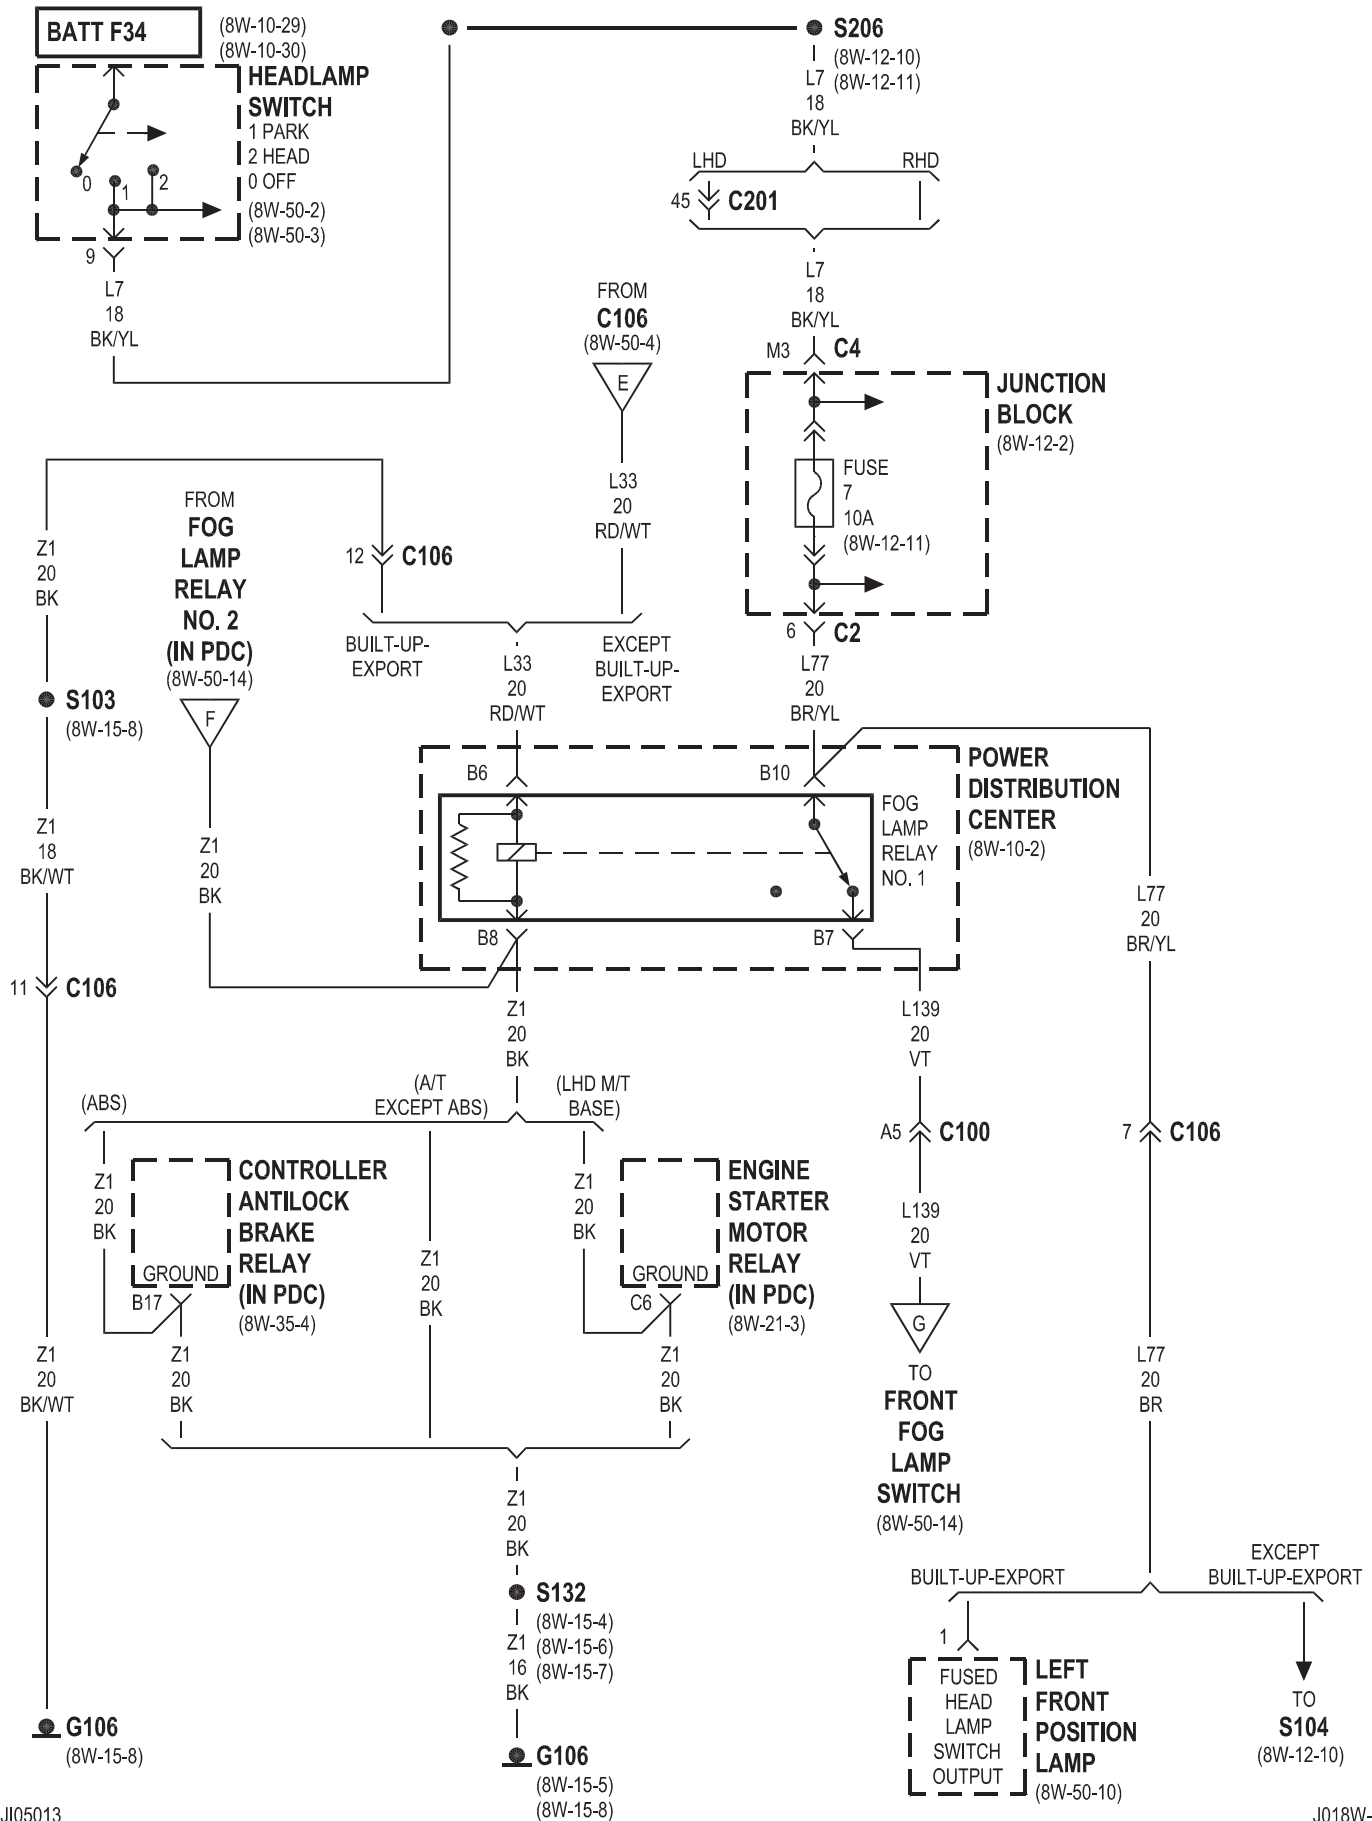 BATT F34
(8W-10-29)
(8W-10-30)
HEADLAMP
SWITCH
1 PARK
2 HEAD
0 OFF
(8W-50-2)
(8W-50-3)
0
1
2
9
L7
18
BK/YL
S206
(8W-12-10)
(8W-12-11)
L7
18
BK/YL
LHD
RHD
45
C201
L7
18
BK/YL
M3
C4
JUNCTION
BLOCK
(8W-12-2)
FUSE
7
10A
(8W-12-11)
6
C2
L77
20
BR/YL
FROM
C106
(8W-50-4)
E
L33
20
RD/WT
12
C106
BUILT-UP-
EXPORT
EXCEPT
BUILT-UP-
EXPORT
L33
20
RD/WT
Z1
20
BK
FROM
FOG
LAMP
RELAY
NO. 2
(IN PDC)
(8W-50-14)
F
S103
(8W-15-8)
Z1
18
BK/WT
Z1
20
BK
11
C106
B6
B10
POWER
DISTRIBUTION
CENTER
(8W-10-2)
FOG
LAMP
RELAY
NO. 1
B8
B7
L77
20
BR/YL
Z1
20
BK
L139
20
VT
(ABS)
(A/T
EXCEPT ABS)
(LHD M/T
BASE)
A5
C100
7
C106
Z1
20
BK
CONTROLLER
ANTILOCK
BRAKE
RELAY
(IN PDC)
(8W-35-4)
GROUND
B17
Z1
20
BK
Z1
20
BK
ENGINE
STARTER
MOTOR
RELAY
(IN PDC)
(8W-21-3)
GROUND
C6
L139
20
VT
G
TO
FRONT
FOG
LAMP
SWITCH
(8W-50-14)
Z1
20
BK/WT
Z1
20
BK
Z1
20
BK
L77
20
BR
Z1
20
BK
S132
(8W-15-4)
(8W-15-6)
(8W-15-7)
Z1
16
BK
BUILT-UP-EXPORT
EXCEPT
BUILT-UP-EXPORT
1
FUSED
HEAD
LAMP
SWITCH
OUTPUT
LEFT
FRONT
POSITION
LAMP
(8W-50-10)
TO
S104
(8W-12-10)
G106
(8W-15-8)
G106
(8W-15-5)
(8W-15-8)
JI05013
J018W-